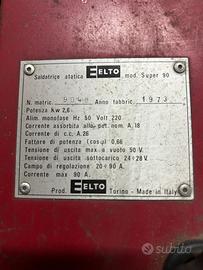 Saldatrice statica ELTO mod. Super 90
N. matric. Anno fabbric. 1973
Potenza Kw 2,6
Alim. monofase Hz 50 Volt 220
Corrente assorbita alla pot. nom. A. 18
Corrente di c.c. A. 26
Fattore di potenza (cosφ) 0,66
Tensione di uscita max a vuoto 50 V.
Tensione di uscita sottocarico 24÷28 V.
Campo di regolazione 20÷90 A.
Corrente max 90 A.
Prod. ELTO Torino - Made in Italy
subito